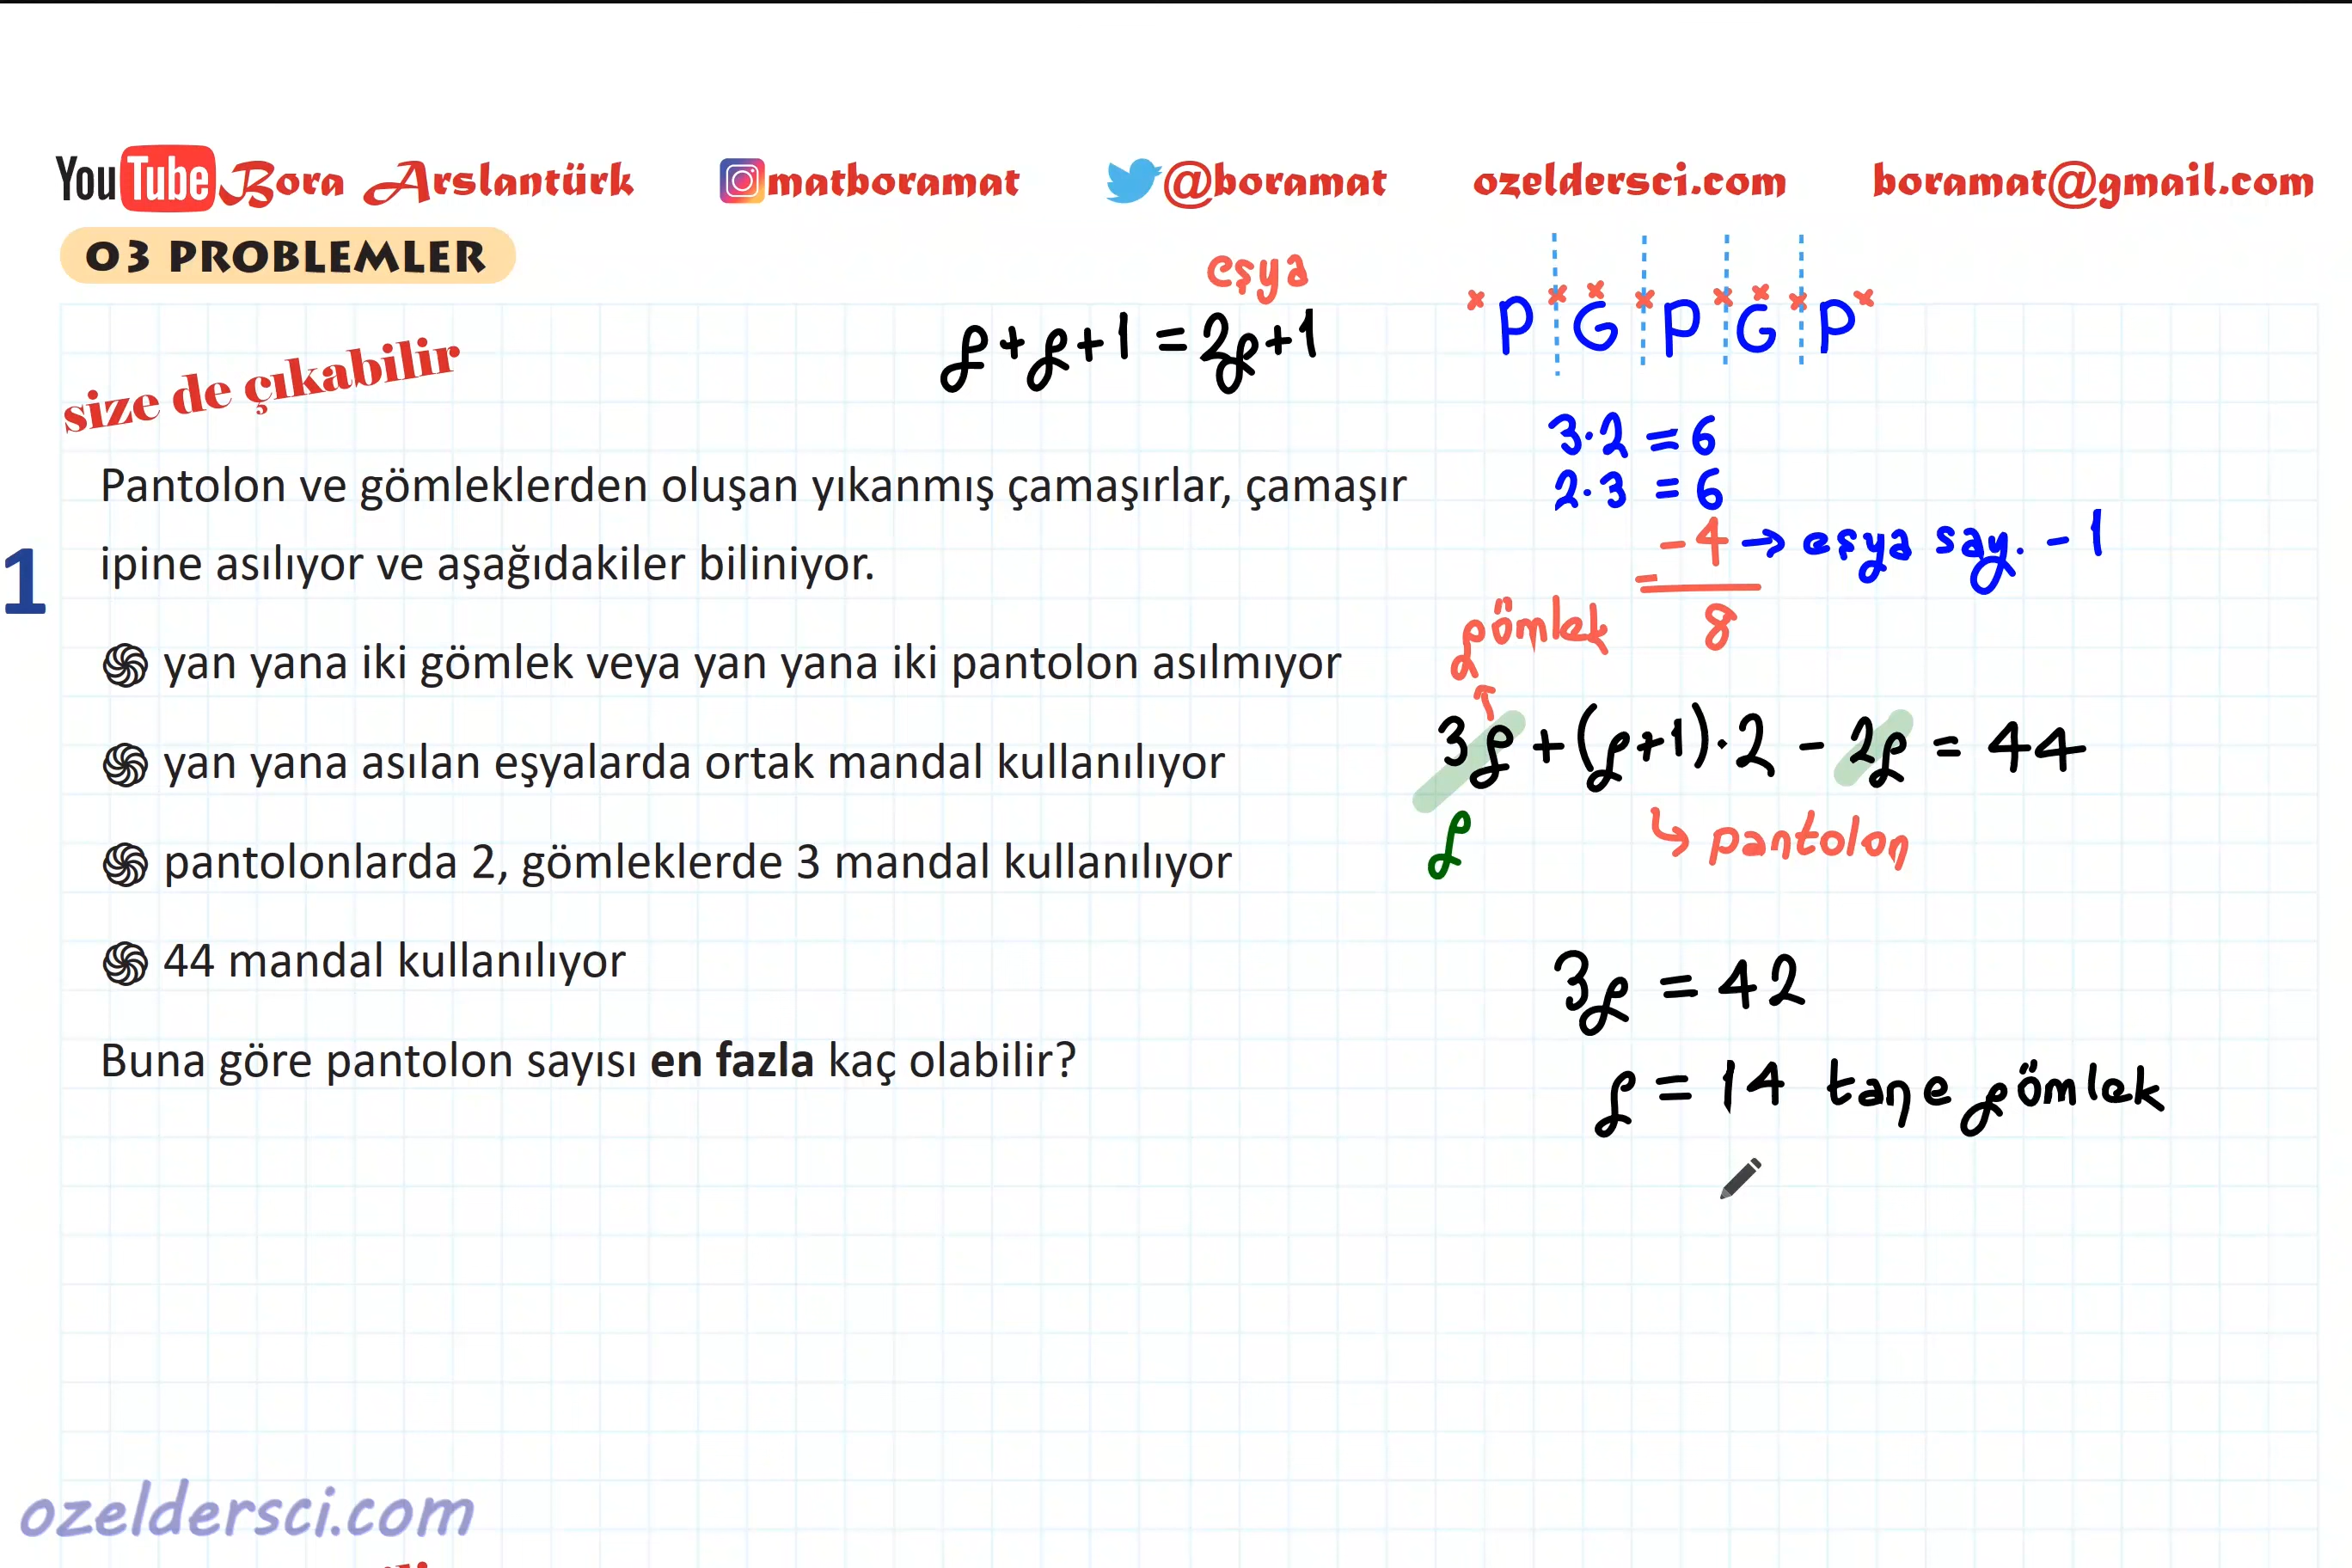 YouTube Bora Arslantürk matboramat @boramat ozeldersci.com boramat@gmail.com
03 PROBLEMLER
size de çıkabilir
eşya
g+g+1 = 2g+1
1
Pantolon ve gömleklerden oluşan yıkanmış çamaşırlar, çamaşır
ipine asılıyor ve aşağıdakiler biliniyor.
yan yana iki gömlek veya yan yana iki pantolon asılmıyor
yan yana asılan eşyalarda ortak mandal kullanılıyor
pantolonlarda 2, gömleklerde 3 mandal kullanılıyor
44 mandal kullanılıyor
Buna göre pantolon sayısı en fazla kaç olabilir?
x x x x x x x x
P G P G P
3·2 = 6
2·3 = 6
-4 → eşya say. - 1
8
gömlek
3g + (g+1)·2 - 2g = 44
g
↳ pantolon
3g = 42
g = 14 tane gömlek
ozeldersci.com